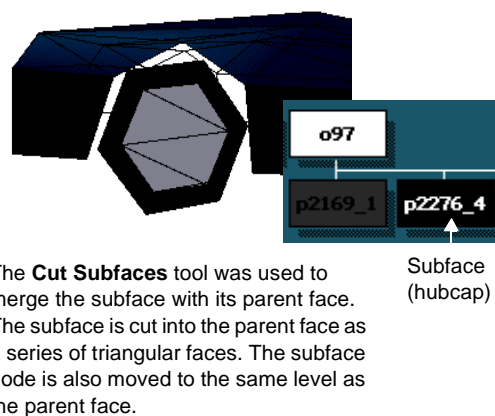 o97
p2169_1 p2276_4
Subface
(hubcap)
The Cut Subfaces tool was used to
merge the subface with its parent face.
The subface is cut into the parent face as
series of triangular faces. The subface
node is also moved to the same level as
the parent face.